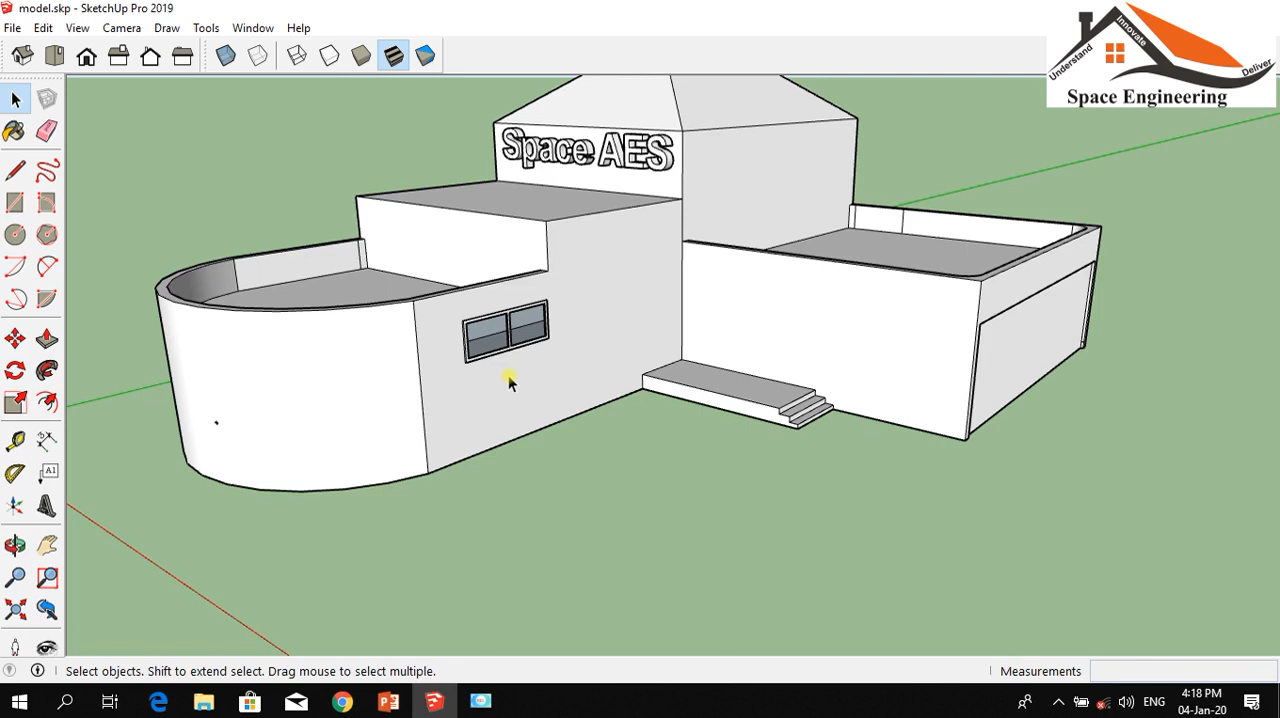 model.skp - SketchUp Pro 2019
File Edit View Camera Draw Tools Window Help
Understand
Innovate
Deliver
Space Engineering
Space AES
A1
Select objects. Shift to extend select. Drag mouse to select multiple.
Measurements
ENG
4:18 PM
04-Jan-20